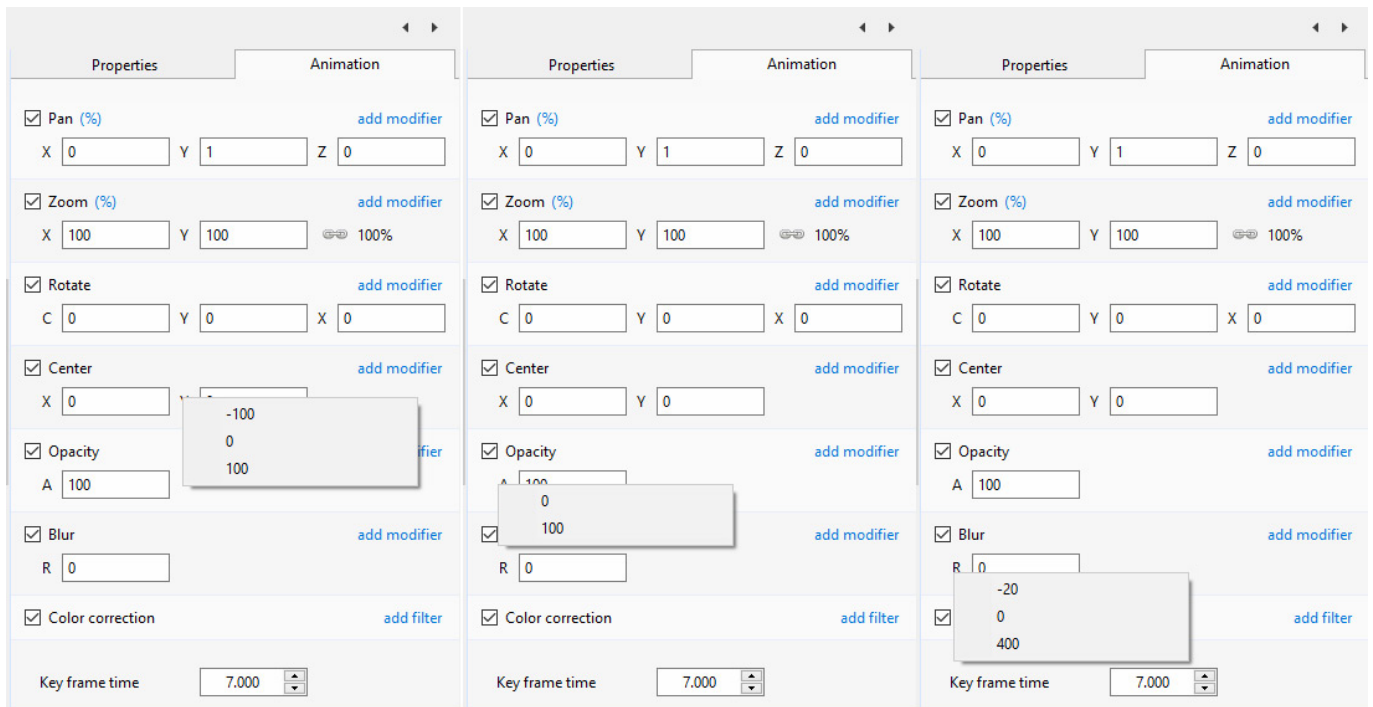 Properties Animation
Pan (%) add modifier
X 0 Y 1 Z 0
Zoom (%) add modifier
X 100 Y 100 100%
Rotate add modifier
C 0 Y 0 X 0
Center add modifier
X 0
-100
0
100
Opacity
A 100
Blur add modifier
R 0
Color correction add filter
Key frame time 7.000
Properties Animation
Pan (%) add modifier
X 0 Y 1 Z 0
Zoom (%) add modifier
X 100 Y 100 100%
Rotate add modifier
C 0 Y 0 X 0
Center add modifier
X 0 Y 0
Opacity add modifier
A 100
0
100
add modifier
R 0
Color correction add filter
Key frame time 7.000
Properties Animation
Pan (%) add modifier
X 0 Y 1 Z 0
Zoom (%) add modifier
X 100 Y 100 100%
Rotate add modifier
C 0 Y 0 X 0
Center add modifier
X 0 Y 0
Opacity add modifier
A 100
Blur add modifier
R 0
-20
0
400
add filter
Key frame time 7.000